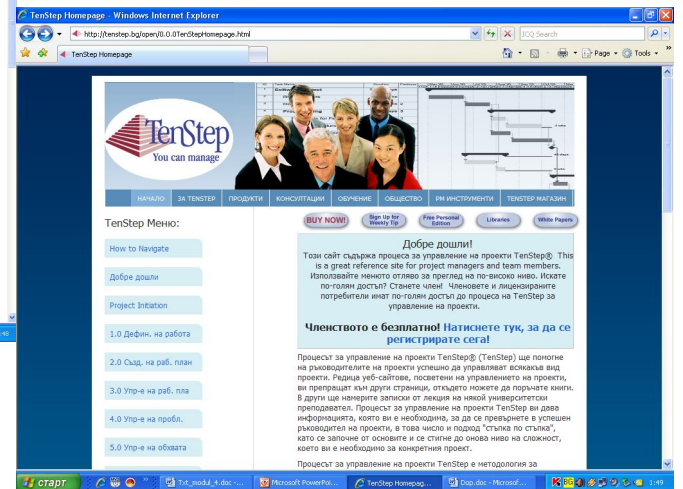 TenStep Homepage - Windows Internet Explorer
http://tenstep.bg/open/0.0.0TenStepHomepage.html
ICQ Search
TenStep Homepage
Page
Tools
TenStep
You can manage
НАЧАЛО ЗА TENSTEP ПРОДУКТИ КОНСУЛТАЦИИ ОБУЧЕНИЕ ОБЩЕСТВО РМ ИНСТРУМЕНТИ TENSTEP МАГАЗИН
TenStep Меню:
How to Navigate
Добре дошли
Project Initiation
1.0 Дефин. на работа
2.0 Създ. на раб. план
3.0 Упр-е на раб. пла
4.0 Упр-е на пробл.
5.0 Упр-е на обхвата
BUY NOW!
Sign Up for
Weekly Tip
Free Personal
Edition
Libraries
White Papers
Добре дошли!
Този сайт съдържа процеса за управление на проекти TenStep® This
is a great reference site for project managers and team members.
Използвайте менюто отляво за преглед на по-високо ниво. Искате
по-голям достъп? Станете член! Членовете и лицензираните
потребители имат по-голям достъп до процеса на TenStep за
управление на проекти.
Членството е безплатно! Натиснете тук, за да се
регистрирате сега!
Процесът за управление на проекти TenStep® (TenStep) ще помогне
на ръководителите на проекти успешно да управляват всякакъв вид
проекти. Редица уеб-сайтове, посветени на управлението на проекти,
ви препращат към други страници, откъдето можете да поръчате книги.
В други ще намерите записки от лекция на някой университетски
преподавател. Процесът за управление на проекти TenStep ви дава
информацията, която ви е необходима, за да се превърнете в успешен
ръководител на проекти, в това число и подход "стъпка по стъпка",
като се започне от основите и се стигне до онова ниво на сложност,
което ви е необходимо за конкретния проект.
Процесът за управление на проекти TenStep е методология за
:49
старт
Txt_modul_4.doc -...
Microsoft PowerPoi...
TenStep Homepag...
Dop.doc - Microsof...
БГ
1:49